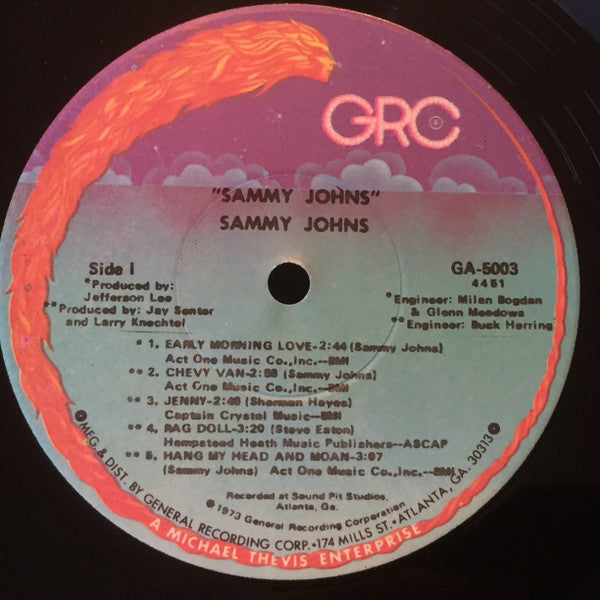 GRC
"SAMMY JOHNS"
SAMMY JOHNS
Side I
GA-5003
4451
*Produced by:
Jefferson Lee
**Produced by: Jay Senter
and Larry Knechtel
*Engineer: Milan Bogdan
& Glenn Meadows
**Engineer: Buck Herring
* 1. EARLY MORNING LOVE-2:44 (Sammy Johns)
Act One Music Co.,Inc.--BMI
** 2. CHEVY VAN-2:58 (Sammy Johns)
Act One Music Co.,Inc.--BMI
** 3. JENNY-2:46 (Sherman Hayes)
Captain Crystal Music--BMI
** 4. RAG DOLL-3:20 (Steve Eaton)
Hempstead Heath Music Publishers--ASCAP
** 5. HANG MY HEAD AND MOAN-3:07
(Sammy Johns) Act One Music Co.,Inc.--BMI
Recorded at Sound Pit Studios,
Atlanta, Ga.
℗1973 General Recording Corporation
MFG. & DIST. BY GENERAL RECORDING CORP.•174 MILLS ST.•ATLANTA, GA. 30313
A MICHAEL THEVIS ENTERPRISE